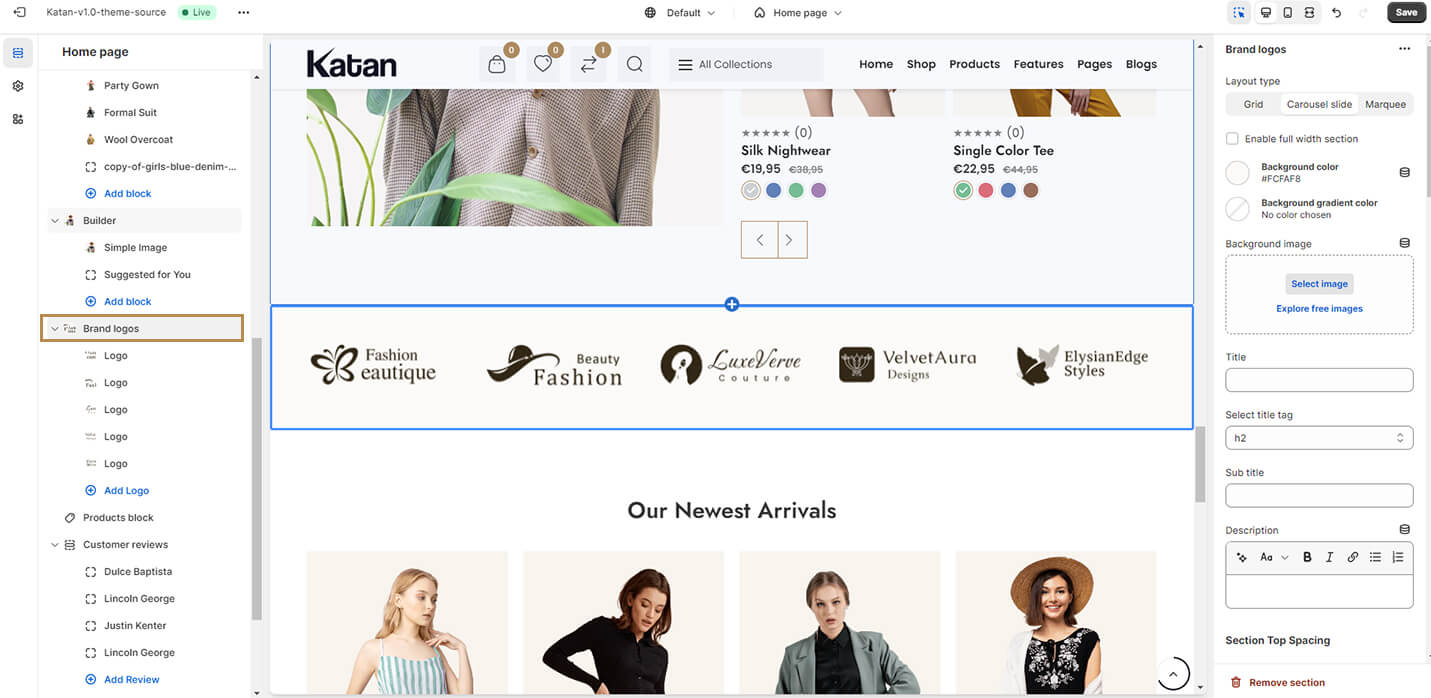 Katan-v1.0-theme-source
Live
Default
Home page
Save
Home page
Party Gown
Formal Suit
Wool Overcoat
copy-of-girls-blue-denim-...
Add block
Builder
Simple Image
Suggested for You
Add block
Brand logos
Logo
Logo
Logo
Logo
Logo
Add Logo
Products block
Customer reviews
Dulce Baptista
Lincoln George
Justin Kenter
Lincoln George
Add Review
Katan
0
0
1
All Collections
Home
Shop
Products
Features
Pages
Blogs
(0)
Silk Nightwear
€19,95 €38,95
(0)
Single Color Tee
€22,95 €44,95
Fashion
eautique
Beauty
Fashion
LuxeVerve
Couture
VelvetAura
Designs
ElysianEdge
Styles
Our Newest Arrivals
Brand logos
Layout type
Grid
Carousel slide
Marquee
Enable full width section
Background color
#FCFAF8
Background gradient color
No color chosen
Background image
Select image
Explore free images
Title
Select title tag
h2
Sub title
Description
Aa
B
I
Section Top Spacing
Remove section